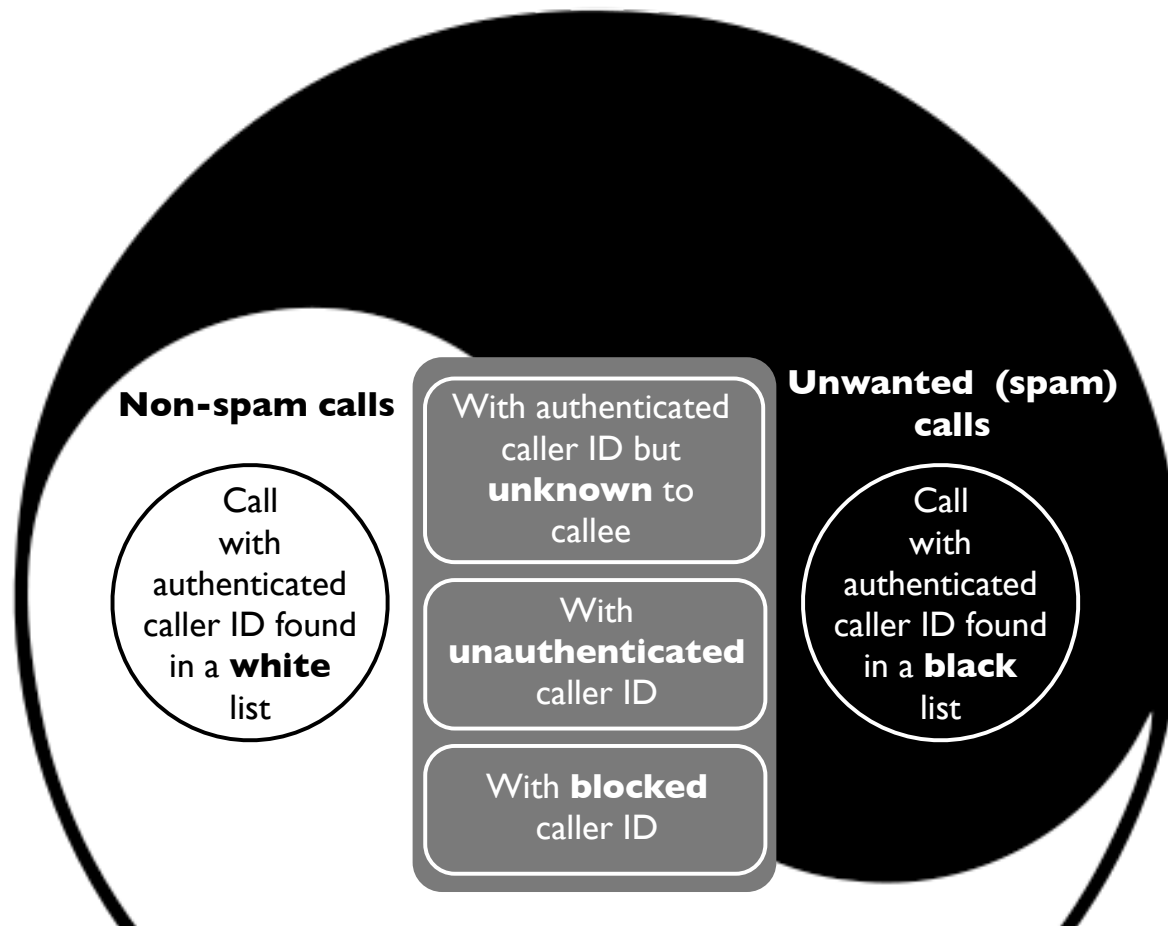 Non-spam calls
Call
with
authenticated
caller ID found
in a white
list
With authenticated
caller ID but
unknown to
callee
With
unauthenticated
caller ID
With blocked
caller ID
Unwanted (spam)
calls
Call
with
authenticated
caller ID found
in a black
list